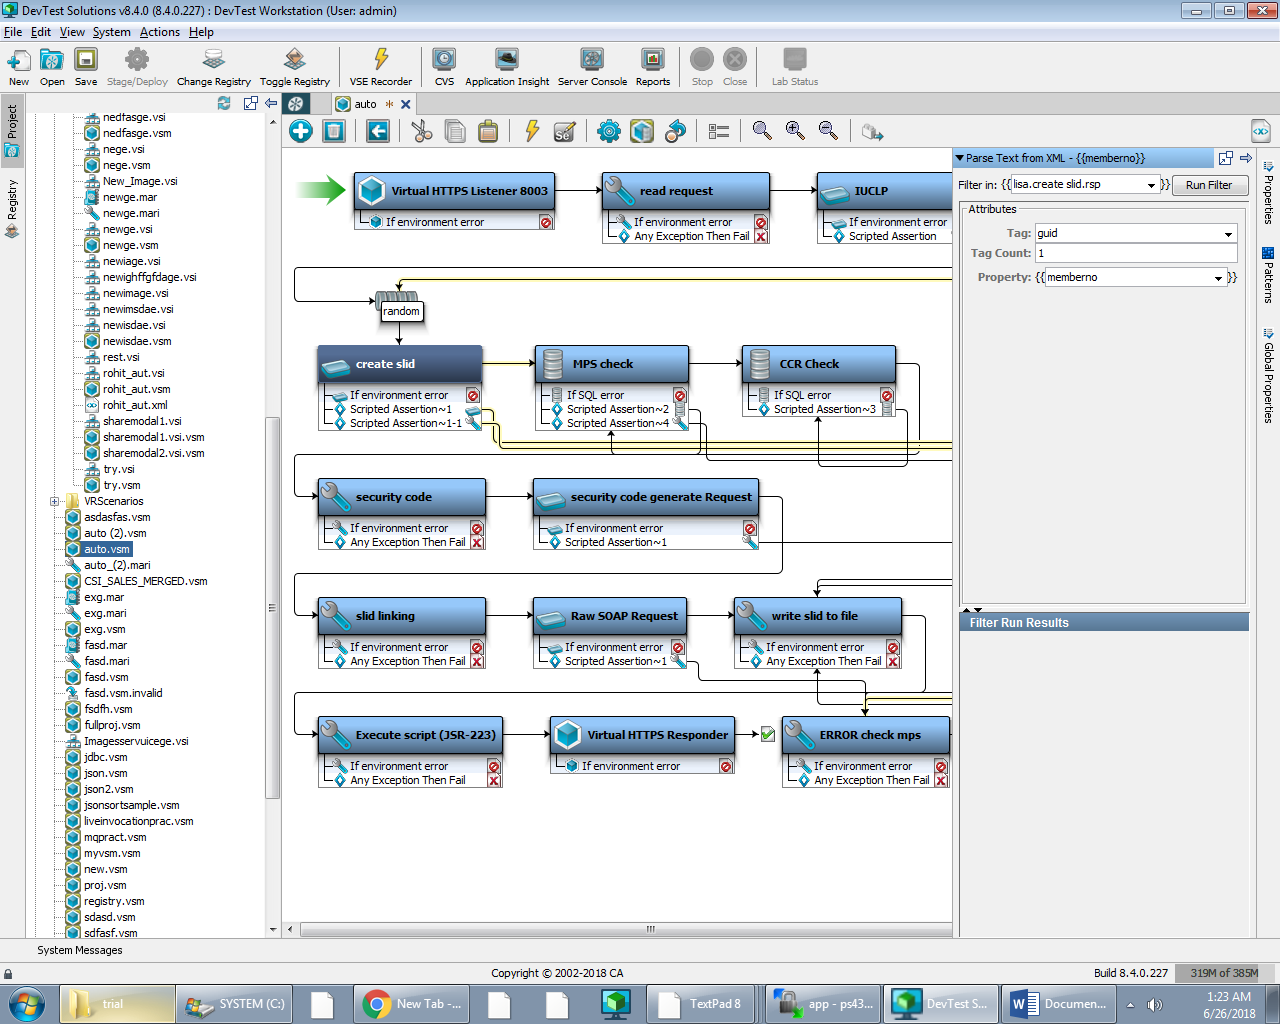 DevTest Solutions v8.4.0 (8.4.0.227) : DevTest Workstation (User: admin)
File Edit View System Actions Help
New Open Save Stage/Deploy Change Registry Toggle Registry VSE Recorder CVS Application Insight Server Console Reports Stop Close Lab Status
Project
Registry
nedfasge.vsi
nedfasge.vsm
nege.vsi
nege.vsm
New_Image.vsi
newge.mar
newge.mari
newge.vsi
newge.vsm
newiage.vsi
newighffgfdage.vsi
newimage.vsi
newimsdae.vsi
newisdae.vsi
newisdae.vsm
rest.vsi
rohit_aut.vsi
rohit_aut.vsm
rohit_aut.xml
sharemodal1.vsi
sharemodal1.vsi.vsm
sharemodal2.vsi.vsm
try.vsi
try.vsm
VRScenarios
asdasfas.vsm
auto (2).vsm
auto.vsm
auto_(2).mari
CSI_SALES_MERGED.vsm
exg.mar
exg.mari
exg.vsm
fasd.mar
fasd.mari
fasd.vsm
fasd.vsm.invalid
fsdfh.vsm
fullproj.vsm
Imagesservuicege.vsi
jdbc.vsm
json.vsm
json2.vsm
jsonsortsample.vsm
liveinvocationprac.vsm
mqpract.vsm
myvsm.vsm
new.vsm
proj.vsm
registry.vsm
sdasd.vsm
sdfasf.vsm
auto
Virtual HTTPS Listener 8003
If environment error
read request
If environment error
Any Exception Then Fail
IUCLP
If environment error
Scripted Assertion
random
create slid
If environment error
Scripted Assertion~1
Scripted Assertion~1-1
MPS check
If SQL error
Scripted Assertion~2
Scripted Assertion~4
CCR Check
If SQL error
Scripted Assertion~3
security code
If environment error
Any Exception Then Fail
security code generate Request
If environment error
Scripted Assertion~1
slid linking
If environment error
Any Exception Then Fail
Raw SOAP Request
If environment error
Scripted Assertion~1
write slid to file
If environment error
Any Exception Then Fail
Execute script (JSR-223)
If environment error
Any Exception Then Fail
Virtual HTTPS Responder
If environment error
ERROR check mps
If environment error
Any Exception Then Fail
Parse Text from XML - {{memberno}}
Filter in: {{lisa.create slid.rsp}} Run Filter
Attributes
Tag: guid
Tag Count: 1
Property: {{memberno}}
Filter Run Results
Properties
Patterns
Global Properties
System Messages
Copyright © 2002-2018 CA
Build 8.4.0.227
319M of 385M
trial
SYSTEM (C:)
New Tab -...
TextPad 8
app - ps43...
DevTest S...
Documen...
1:23 AM
6/26/2018